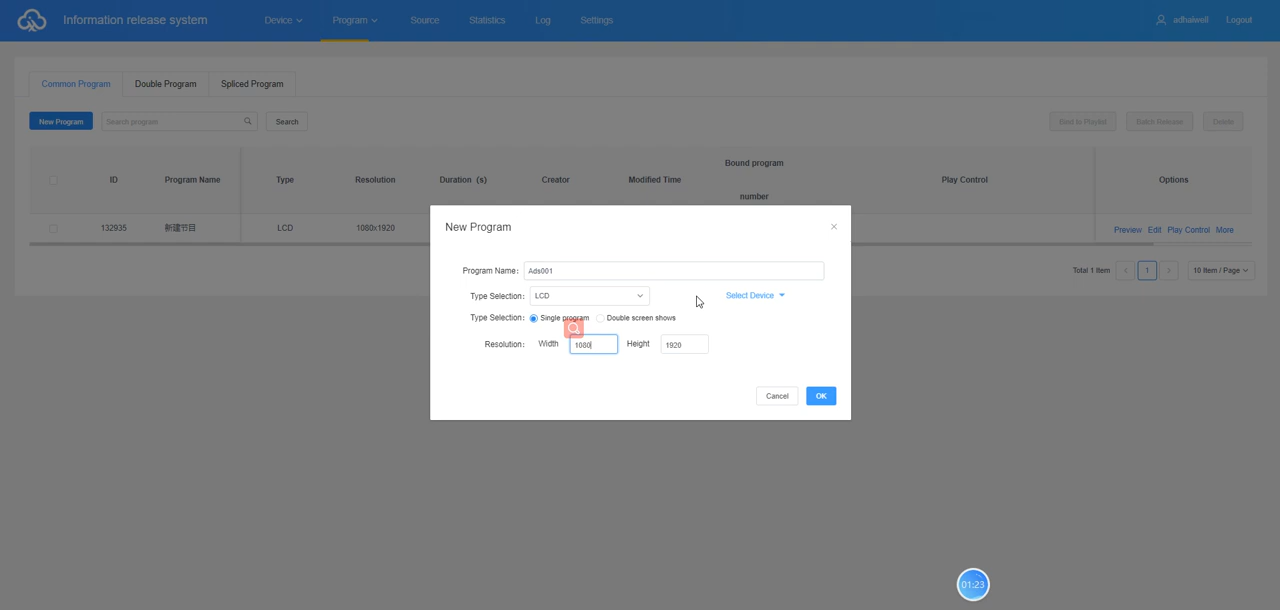 Information release system
Device Program Source Statistics Log Settings
adhaiwell Logout
Common Program Double Program Spliced Program
New Program Search program Search Bind to Playlist Batch Release Delete
Bound program
ID Program Name Type Resolution Duration (s) Creator Modified Time Play Control Options
number
132935 新建节目 LCD 1080x1920 Preview Edit Play Control More
Total 1 Item < 1 > 10 Item / Page
New Program ×
Program Name: Ads001
Type Selection: LCD Select Device
Type Selection: Single program Double screen shows
Resolution: Width 1080 Height 1920
Cancel OK
01:23